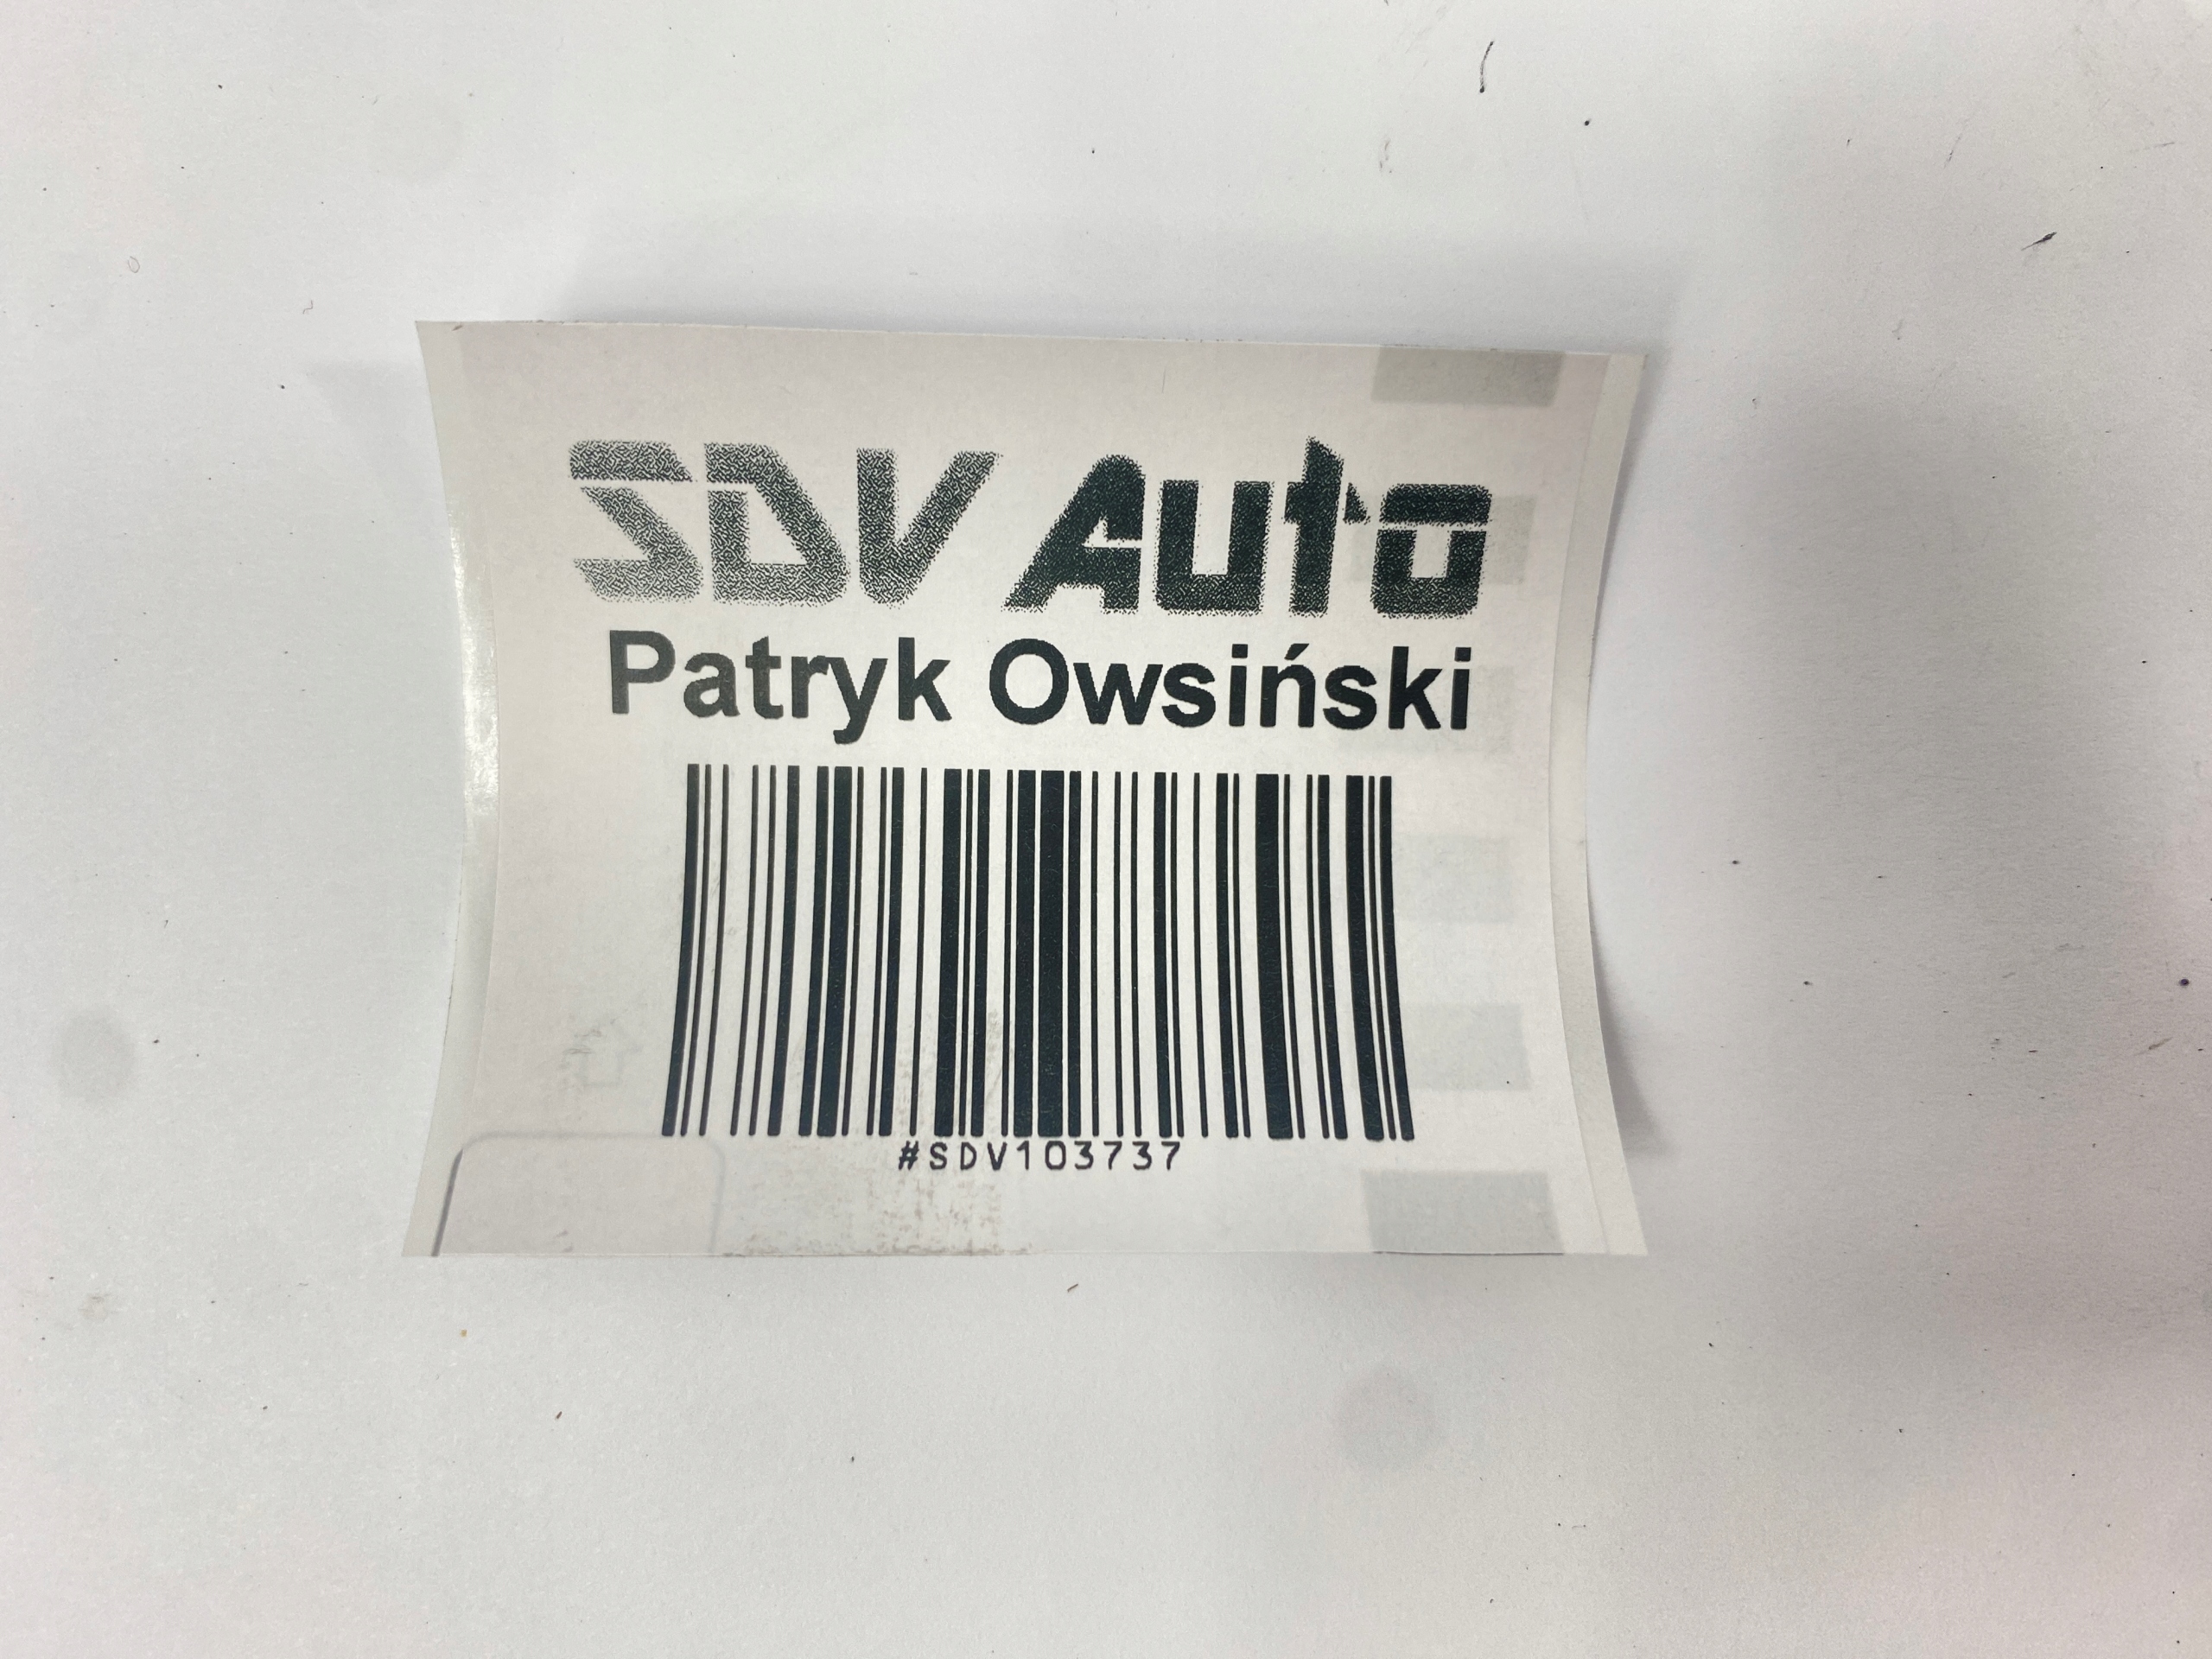 SDV Auto
Patryk Owsiński
#SDV103737